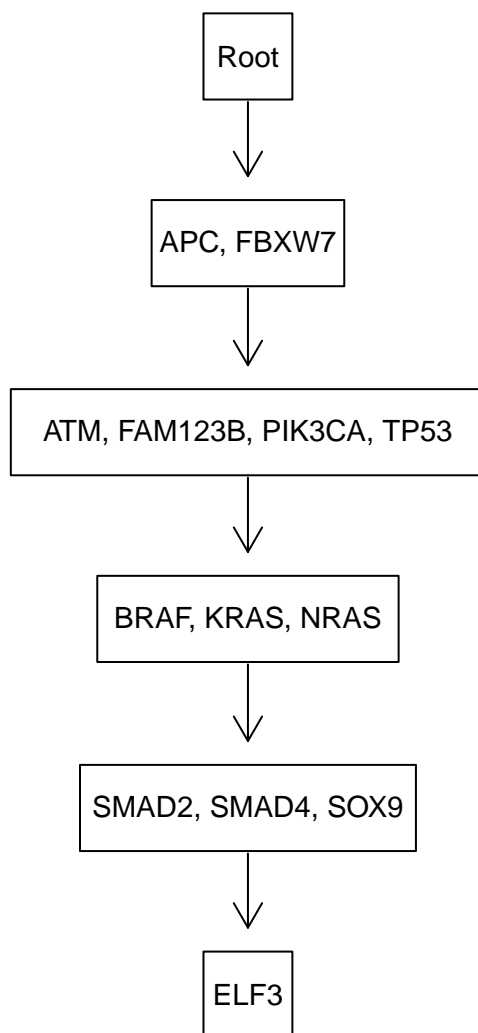 Root
APC, FBXW7
ATM, FAM123B, PIK3CA, TP53
BRAF, KRAS, NRAS
SMAD2, SMAD4, SOX9
ELF3